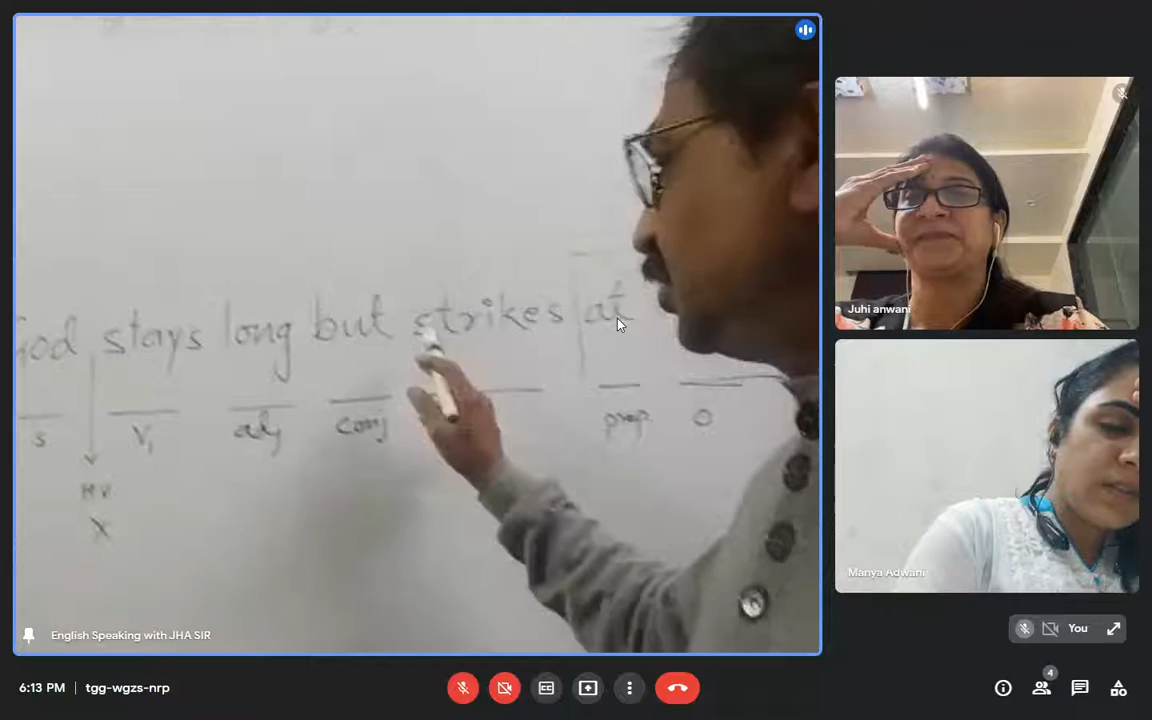 God stays long but strikes at
s V₁ adj conj prep O
HV
X
Juhi anwani
Manya Adwani
English Speaking with JHA SIR
You
6:13 PM tgg-wgzs-nrp
4